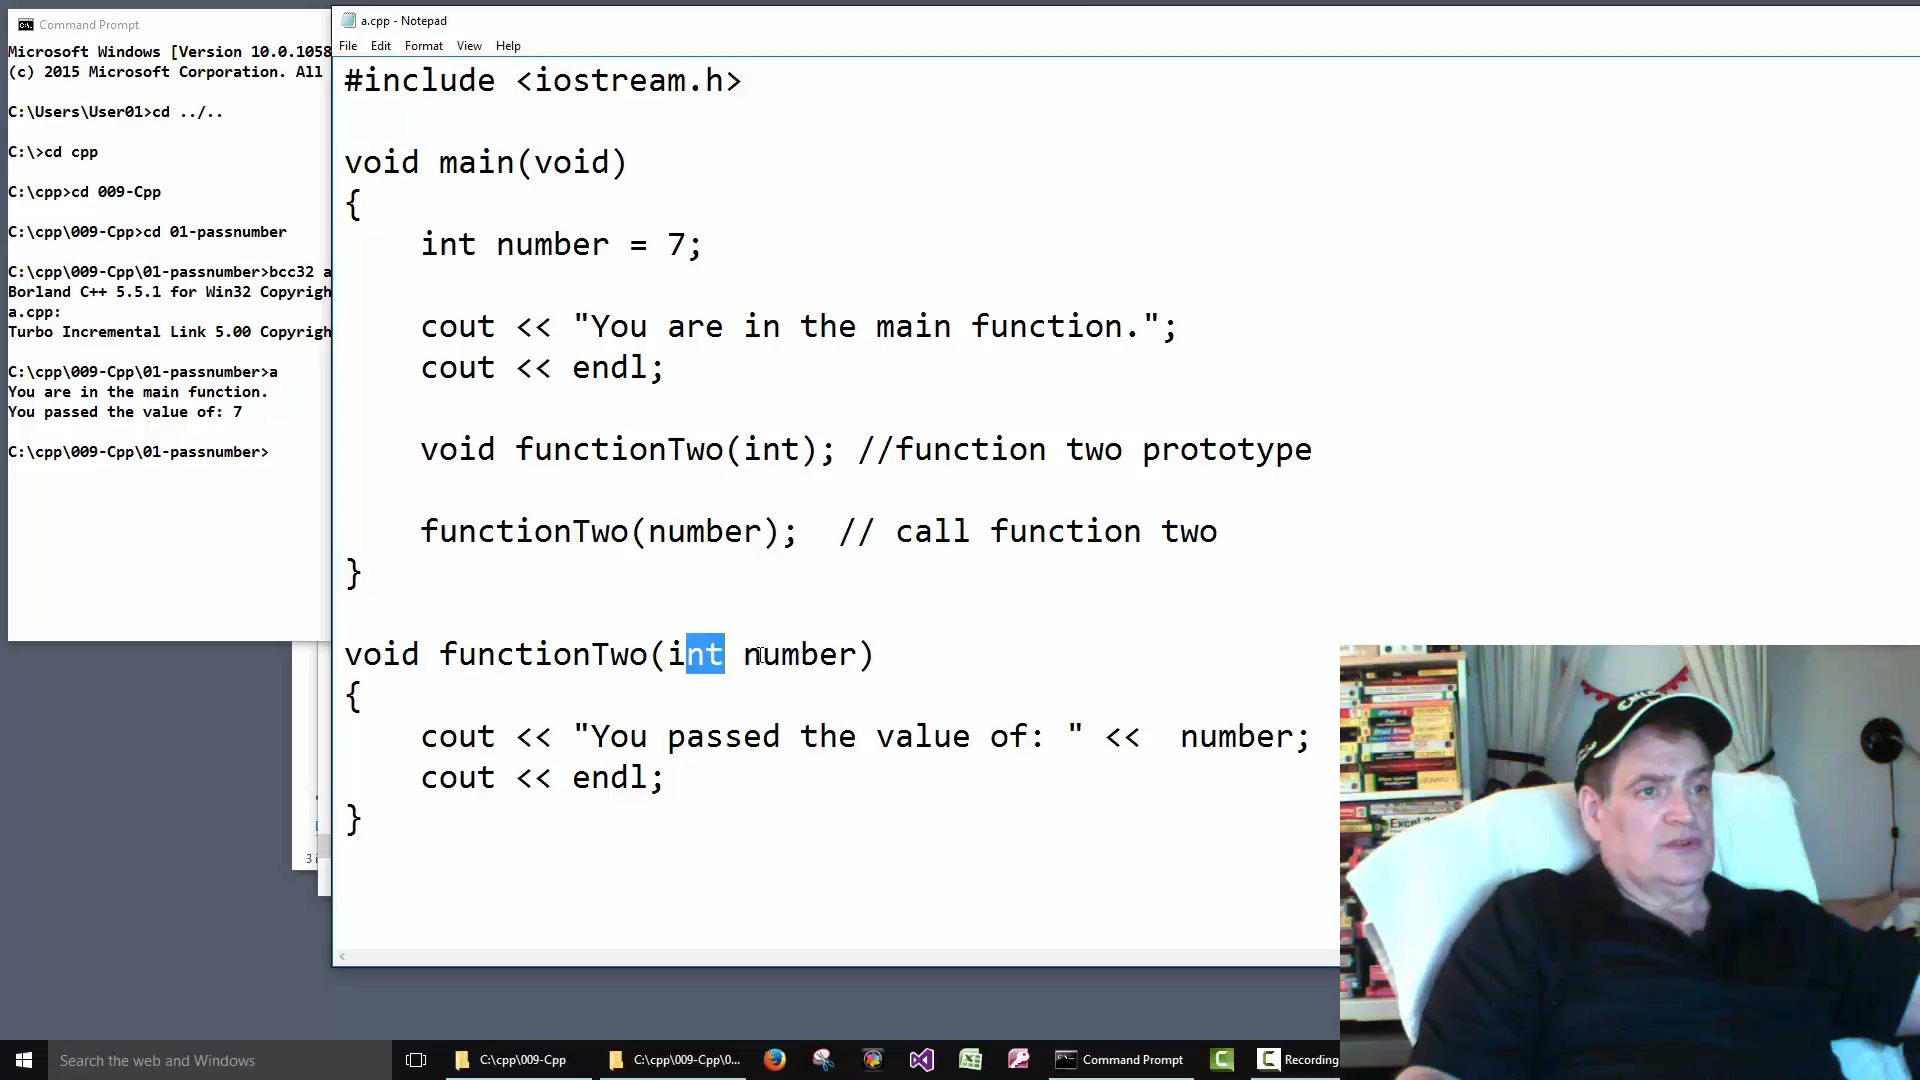 Command Prompt
Microsoft Windows [Version 10.0.1058
(c) 2015 Microsoft Corporation. All
C:\Users\User01>cd ../..
C:\>cd cpp
C:\cpp>cd 009-Cpp
C:\cpp\009-Cpp>cd 01-passnumber
C:\cpp\009-Cpp\01-passnumber>bcc32 a
Borland C++ 5.5.1 for Win32 Copyrigh
a.cpp:
Turbo Incremental Link 5.00 Copyrigh
C:\cpp\009-Cpp\01-passnumber>a
You are in the main function.
You passed the value of: 7
C:\cpp\009-Cpp\01-passnumber>
3 i
a.cpp - Notepad
File Edit Format View Help
#include <iostream.h>
void main(void)
{
int number = 7;
cout << "You are in the main function.";
cout << endl;
void functionTwo(int); //function two prototype
functionTwo(number); // call function two
}
void functionTwo(int number)
{
cout << "You passed the value of: " << number;
cout << endl;
}
Excel
Search the web and Windows
C:\cpp\009-Cpp
C:\cpp\009-Cpp\0...
Command Prompt
Recording